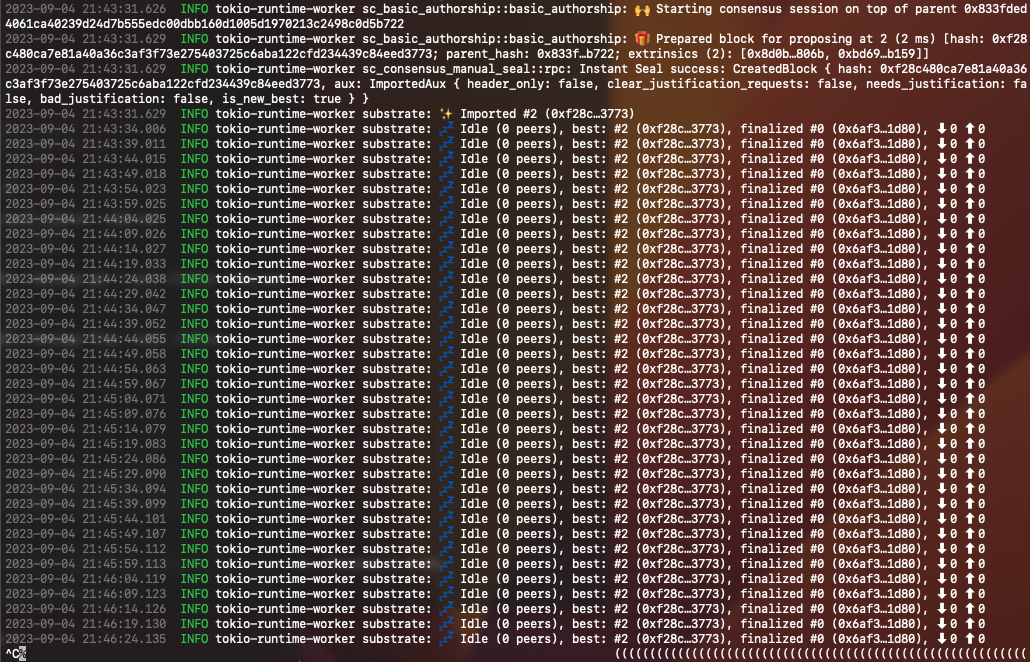 2023-09-04 21:43:31.626  INFO tokio-runtime-worker sc_basic_authorship::basic_authorship: 🙌 Starting consensus session on top of parent 0x833fded
4061ca40239d24d7b555edc00dbb160d1005d1970213c2498c0d5b722
2023-09-04 21:43:31.629  INFO tokio-runtime-worker sc_basic_authorship::basic_authorship: 🎁 Prepared block for proposing at 2 (2 ms) [hash: 0xf28
c480ca7e81a40a36c3af3f73e275403725c6aba122cfd234439c84eed3773; parent_hash: 0x833f…b722; extrinsics (2): [0x8d0b…806b, 0xbd69…b159]]
2023-09-04 21:43:31.629  INFO tokio-runtime-worker sc_consensus_manual_seal::rpc: Instant Seal success: CreatedBlock { hash: 0xf28c480ca7e81a40a36
c3af3f73e275403725c6aba122cfd234439c84eed3773, aux: ImportedAux { header_only: false, clear_justification_requests: false, needs_justification: fa
lse, bad_justification: false, is_new_best: true } }
2023-09-04 21:43:31.629  INFO tokio-runtime-worker substrate: ✨ Imported #2 (0xf28c…3773)
2023-09-04 21:43:34.006  INFO tokio-runtime-worker substrate: 💤 Idle (0 peers), best: #2 (0xf28c…3773), finalized #0 (0x6af3…1d80), ⬇ 0 ⬆ 0
2023-09-04 21:43:39.011  INFO tokio-runtime-worker substrate: 💤 Idle (0 peers), best: #2 (0xf28c…3773), finalized #0 (0x6af3…1d80), ⬇ 0 ⬆ 0
2023-09-04 21:43:44.015  INFO tokio-runtime-worker substrate: 💤 Idle (0 peers), best: #2 (0xf28c…3773), finalized #0 (0x6af3…1d80), ⬇ 0 ⬆ 0
2023-09-04 21:43:49.018  INFO tokio-runtime-worker substrate: 💤 Idle (0 peers), best: #2 (0xf28c…3773), finalized #0 (0x6af3…1d80), ⬇ 0 ⬆ 0
2023-09-04 21:43:54.023  INFO tokio-runtime-worker substrate: 💤 Idle (0 peers), best: #2 (0xf28c…3773), finalized #0 (0x6af3…1d80), ⬇ 0 ⬆ 0
2023-09-04 21:43:59.025  INFO tokio-runtime-worker substrate: 💤 Idle (0 peers), best: #2 (0xf28c…3773), finalized #0 (0x6af3…1d80), ⬇ 0 ⬆ 0
2023-09-04 21:44:04.025  INFO tokio-runtime-worker substrate: 💤 Idle (0 peers), best: #2 (0xf28c…3773), finalized #0 (0x6af3…1d80), ⬇ 0 ⬆ 0
2023-09-04 21:44:09.026  INFO tokio-runtime-worker substrate: 💤 Idle (0 peers), best: #2 (0xf28c…3773), finalized #0 (0x6af3…1d80), ⬇ 0 ⬆ 0
2023-09-04 21:44:14.027  INFO tokio-runtime-worker substrate: 💤 Idle (0 peers), best: #2 (0xf28c…3773), finalized #0 (0x6af3…1d80), ⬇ 0 ⬆ 0
2023-09-04 21:44:19.033  INFO tokio-runtime-worker substrate: 💤 Idle (0 peers), best: #2 (0xf28c…3773), finalized #0 (0x6af3…1d80), ⬇ 0 ⬆ 0
2023-09-04 21:44:24.038  INFO tokio-runtime-worker substrate: 💤 Idle (0 peers), best: #2 (0xf28c…3773), finalized #0 (0x6af3…1d80), ⬇ 0 ⬆ 0
2023-09-04 21:44:29.042  INFO tokio-runtime-worker substrate: 💤 Idle (0 peers), best: #2 (0xf28c…3773), finalized #0 (0x6af3…1d80), ⬇ 0 ⬆ 0
2023-09-04 21:44:34.047  INFO tokio-runtime-worker substrate: 💤 Idle (0 peers), best: #2 (0xf28c…3773), finalized #0 (0x6af3…1d80), ⬇ 0 ⬆ 0
2023-09-04 21:44:39.052  INFO tokio-runtime-worker substrate: 💤 Idle (0 peers), best: #2 (0xf28c…3773), finalized #0 (0x6af3…1d80), ⬇ 0 ⬆ 0
2023-09-04 21:44:44.055  INFO tokio-runtime-worker substrate: 💤 Idle (0 peers), best: #2 (0xf28c…3773), finalized #0 (0x6af3…1d80), ⬇ 0 ⬆ 0
2023-09-04 21:44:49.058  INFO tokio-runtime-worker substrate: 💤 Idle (0 peers), best: #2 (0xf28c…3773), finalized #0 (0x6af3…1d80), ⬇ 0 ⬆ 0
2023-09-04 21:44:54.063  INFO tokio-runtime-worker substrate: 💤 Idle (0 peers), best: #2 (0xf28c…3773), finalized #0 (0x6af3…1d80), ⬇ 0 ⬆ 0
2023-09-04 21:44:59.067  INFO tokio-runtime-worker substrate: 💤 Idle (0 peers), best: #2 (0xf28c…3773), finalized #0 (0x6af3…1d80), ⬇ 0 ⬆ 0
2023-09-04 21:45:04.071  INFO tokio-runtime-worker substrate: 💤 Idle (0 peers), best: #2 (0xf28c…3773), finalized #0 (0x6af3…1d80), ⬇ 0 ⬆ 0
2023-09-04 21:45:09.076  INFO tokio-runtime-worker substrate: 💤 Idle (0 peers), best: #2 (0xf28c…3773), finalized #0 (0x6af3…1d80), ⬇ 0 ⬆ 0
2023-09-04 21:45:14.079  INFO tokio-runtime-worker substrate: 💤 Idle (0 peers), best: #2 (0xf28c…3773), finalized #0 (0x6af3…1d80), ⬇ 0 ⬆ 0
2023-09-04 21:45:19.083  INFO tokio-runtime-worker substrate: 💤 Idle (0 peers), best: #2 (0xf28c…3773), finalized #0 (0x6af3…1d80), ⬇ 0 ⬆ 0
2023-09-04 21:45:24.086  INFO tokio-runtime-worker substrate: 💤 Idle (0 peers), best: #2 (0xf28c…3773), finalized #0 (0x6af3…1d80), ⬇ 0 ⬆ 0
2023-09-04 21:45:29.090  INFO tokio-runtime-worker substrate: 💤 Idle (0 peers), best: #2 (0xf28c…3773), finalized #0 (0x6af3…1d80), ⬇ 0 ⬆ 0
2023-09-04 21:45:34.094  INFO tokio-runtime-worker substrate: 💤 Idle (0 peers), best: #2 (0xf28c…3773), finalized #0 (0x6af3…1d80), ⬇ 0 ⬆ 0
2023-09-04 21:45:39.099  INFO tokio-runtime-worker substrate: 💤 Idle (0 peers), best: #2 (0xf28c…3773), finalized #0 (0x6af3…1d80), ⬇ 0 ⬆ 0
2023-09-04 21:45:44.101  INFO tokio-runtime-worker substrate: 💤 Idle (0 peers), best: #2 (0xf28c…3773), finalized #0 (0x6af3…1d80), ⬇ 0 ⬆ 0
2023-09-04 21:45:49.107  INFO tokio-runtime-worker substrate: 💤 Idle (0 peers), best: #2 (0xf28c…3773), finalized #0 (0x6af3…1d80), ⬇ 0 ⬆ 0
2023-09-04 21:45:54.112  INFO tokio-runtime-worker substrate: 💤 Idle (0 peers), best: #2 (0xf28c…3773), finalized #0 (0x6af3…1d80), ⬇ 0 ⬆ 0
2023-09-04 21:45:59.113  INFO tokio-runtime-worker substrate: 💤 Idle (0 peers), best: #2 (0xf28c…3773), finalized #0 (0x6af3…1d80), ⬇ 0 ⬆ 0
2023-09-04 21:46:04.119  INFO tokio-runtime-worker substrate: 💤 Idle (0 peers), best: #2 (0xf28c…3773), finalized #0 (0x6af3…1d80), ⬇ 0 ⬆ 0
2023-09-04 21:46:09.123  INFO tokio-runtime-worker substrate: 💤 Idle (0 peers), best: #2 (0xf28c…3773), finalized #0 (0x6af3…1d80), ⬇ 0 ⬆ 0
2023-09-04 21:46:14.126  INFO tokio-runtime-worker substrate: 💤 Idle (0 peers), best: #2 (0xf28c…3773), finalized #0 (0x6af3…1d80), ⬇ 0 ⬆ 0
2023-09-04 21:46:19.130  INFO tokio-runtime-worker substrate: 💤 Idle (0 peers), best: #2 (0xf28c…3773), finalized #0 (0x6af3…1d80), ⬇ 0 ⬆ 0
2023-09-04 21:46:24.135  INFO tokio-runtime-worker substrate: 💤 Idle (0 peers), best: #2 (0xf28c…3773), finalized #0 (0x6af3…1d80), ⬇ 0 ⬆ 0
^C% ((((((((((((((((((((((((((((((((((((((((((((((((((((((((((